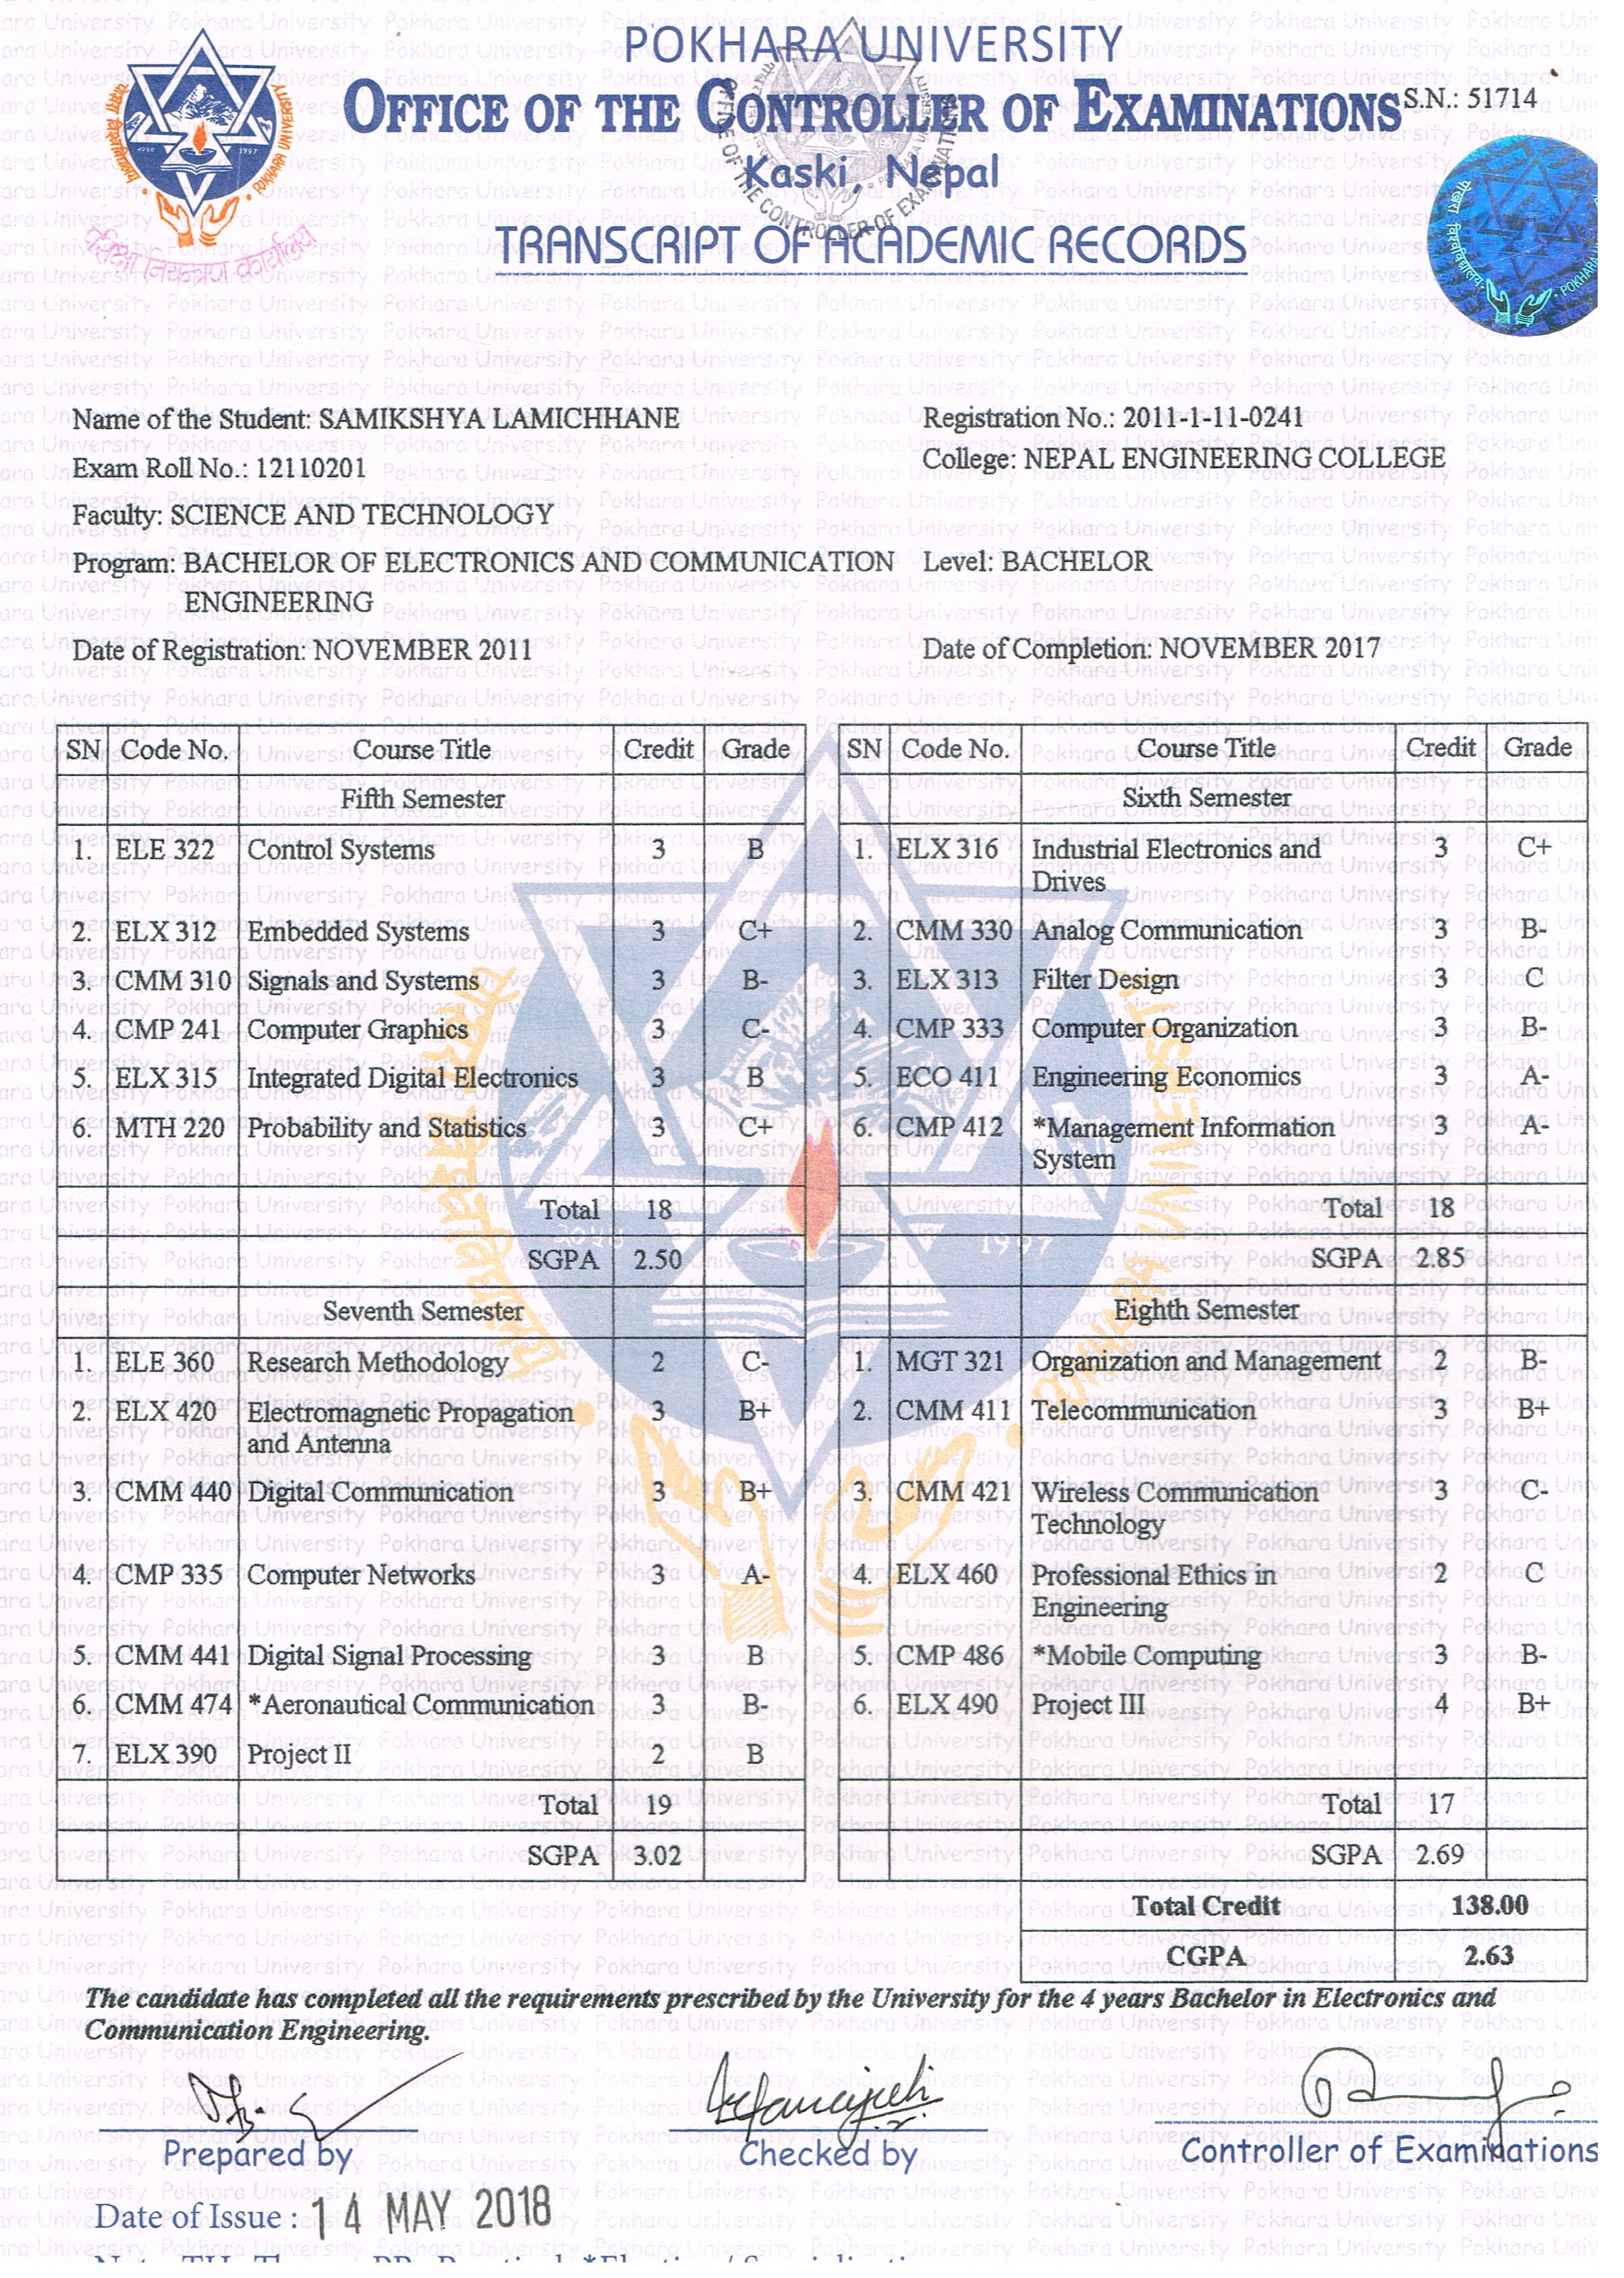 POKHARA UNIVERSITY
OFFICE OF THE CONTROLLER OF EXAMINATIONS
S.N.: 51714
Kaski, Nepal
TRANSCRIPT OF ACADEMIC RECORDS
परीक्षा नियन्त्रण कार्यालय
POKHARA UNIVERSITY
1997
OFFICE OF THE CONTROLLER OF EXAMINATIONS
Name of the Student: SAMIKSHYA LAMICHHANE
Registration No.: 2011-1-11-0241
Exam Roll No.: 12110201
College: NEPAL ENGINEERING COLLEGE
Faculty: SCIENCE AND TECHNOLOGY
Program: BACHELOR OF ELECTRONICS AND COMMUNICATION
ENGINEERING
Level: BACHELOR
Date of Registration: NOVEMBER 2011
Date of Completion: NOVEMBER 2017
SN Code No. Course Title Credit Grade
Fifth Semester
1. ELE 322 Control Systems 3 B
2. ELX 312 Embedded Systems 3 C+
3. CMM 310 Signals and Systems 3 B-
4. CMP 241 Computer Graphics 3 C-
5. ELX 315 Integrated Digital Electronics 3 B
6. MTH 220 Probability and Statistics 3 C+
Total 18
SGPA 2.50
Seventh Semester
1. ELE 360 Research Methodology 2 C-
2. ELX 420 Electromagnetic Propagation 3 B+
and Antenna
3. CMM 440 Digital Communication 3 B+
4. CMP 335 Computer Networks 3 A-
5. CMM 441 Digital Signal Processing 3 B
6. CMM 474 *Aeronautical Communication 3 B-
7. ELX 390 Project II 2 B
Total 19
SGPA 3.02
SN Code No. Course Title Credit Grade
Sixth Semester
1. ELX 316 Industrial Electronics and 3 C+
Drives
2. CMM 330 Analog Communication 3 B-
3. ELX 313 Filter Design 3 C
4. CMP 333 Computer Organization 3 B-
5. ECO 411 Engineering Economics 3 A-
6. CMP 412 *Management Information 3 A-
System
Total 18
SGPA 2.85
Eighth Semester
1. MGT 321 Organization and Management 2 B-
2. CMM 411 Telecommunication 3 B+
3. CMM 421 Wireless Communication 3 C-
Technology
4. ELX 460 Professional Ethics in 2 C
Engineering
5. CMP 486 *Mobile Computing 3 B-
6. ELX 490 Project III 4 B+
Total 17
SGPA 2.69
Total Credit 138.00
CGPA 2.63
The candidate has completed all the requirements prescribed by the University for the 4 years Bachelor in Electronics and
Communication Engineering.
Prepared by
Checked by
Controller of Examinations
Date of Issue : 14 MAY 2018